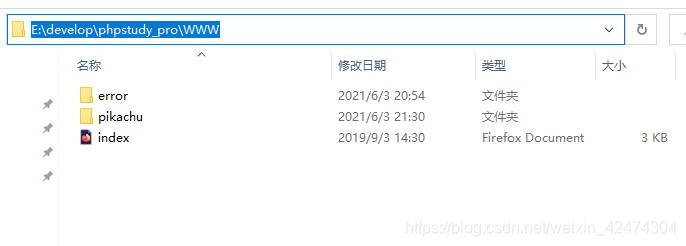 E:\develop\phpstudy_pro\WWW
名称 修改日期 类型 大小
error 2021/6/3 20:54 文件夹
pikachu 2021/6/3 21:30 文件夹
index 2019/9/3 14:30 Firefox Document 3 KB
https://blog.csdn.net/weixin_42474304